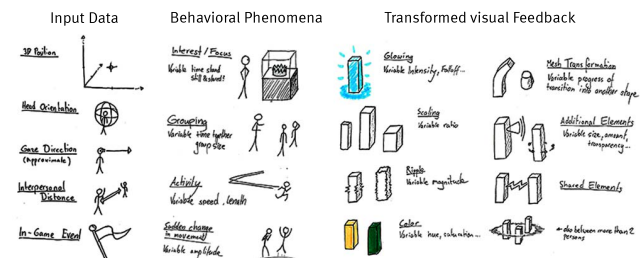 Input Data
Behavioral Phenomena
Transformed visual Feedback
3D Position
Head Orientation
Gaze Direction
(approximate)
Interpersonal
Distance
In-Game Event
Interest / Focus
Variable time stand
still & stand!
Grouping
Variable time together
group size
Activity
Variable speed, length
Sudden change
in movement
Variable amplitude
Glowing
Variable Intensity, Falloff...
Scaling
Variable ratio
Ripple
Variable magnitude
Color
Variable hue, saturation...
Mesh Transformation
Variable progress of
transition into another shape
Additional Elements
Variable size, amount,
transparency...
Shared Elements
also between more than 2
persons